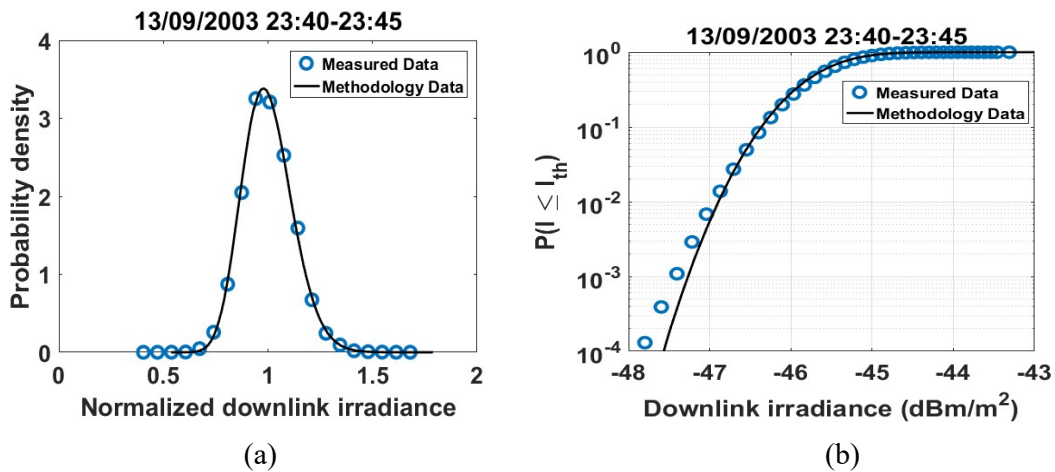 13/09/2003 23:40-23:45
4
3
2
1
0
Probability density
Measured Data
Methodology Data
0
0.5
1
1.5
2
Normalized downlink irradiance
(a)
13/09/2003 23:40-23:45
10^0
10^-1
10^-2
10^-3
10^-4
P(I ≤ I_th)
Measured Data
Methodology Data
-48
-47
-46
-45
-44
-43
Downlink irradiance (dBm/m²)
(b)